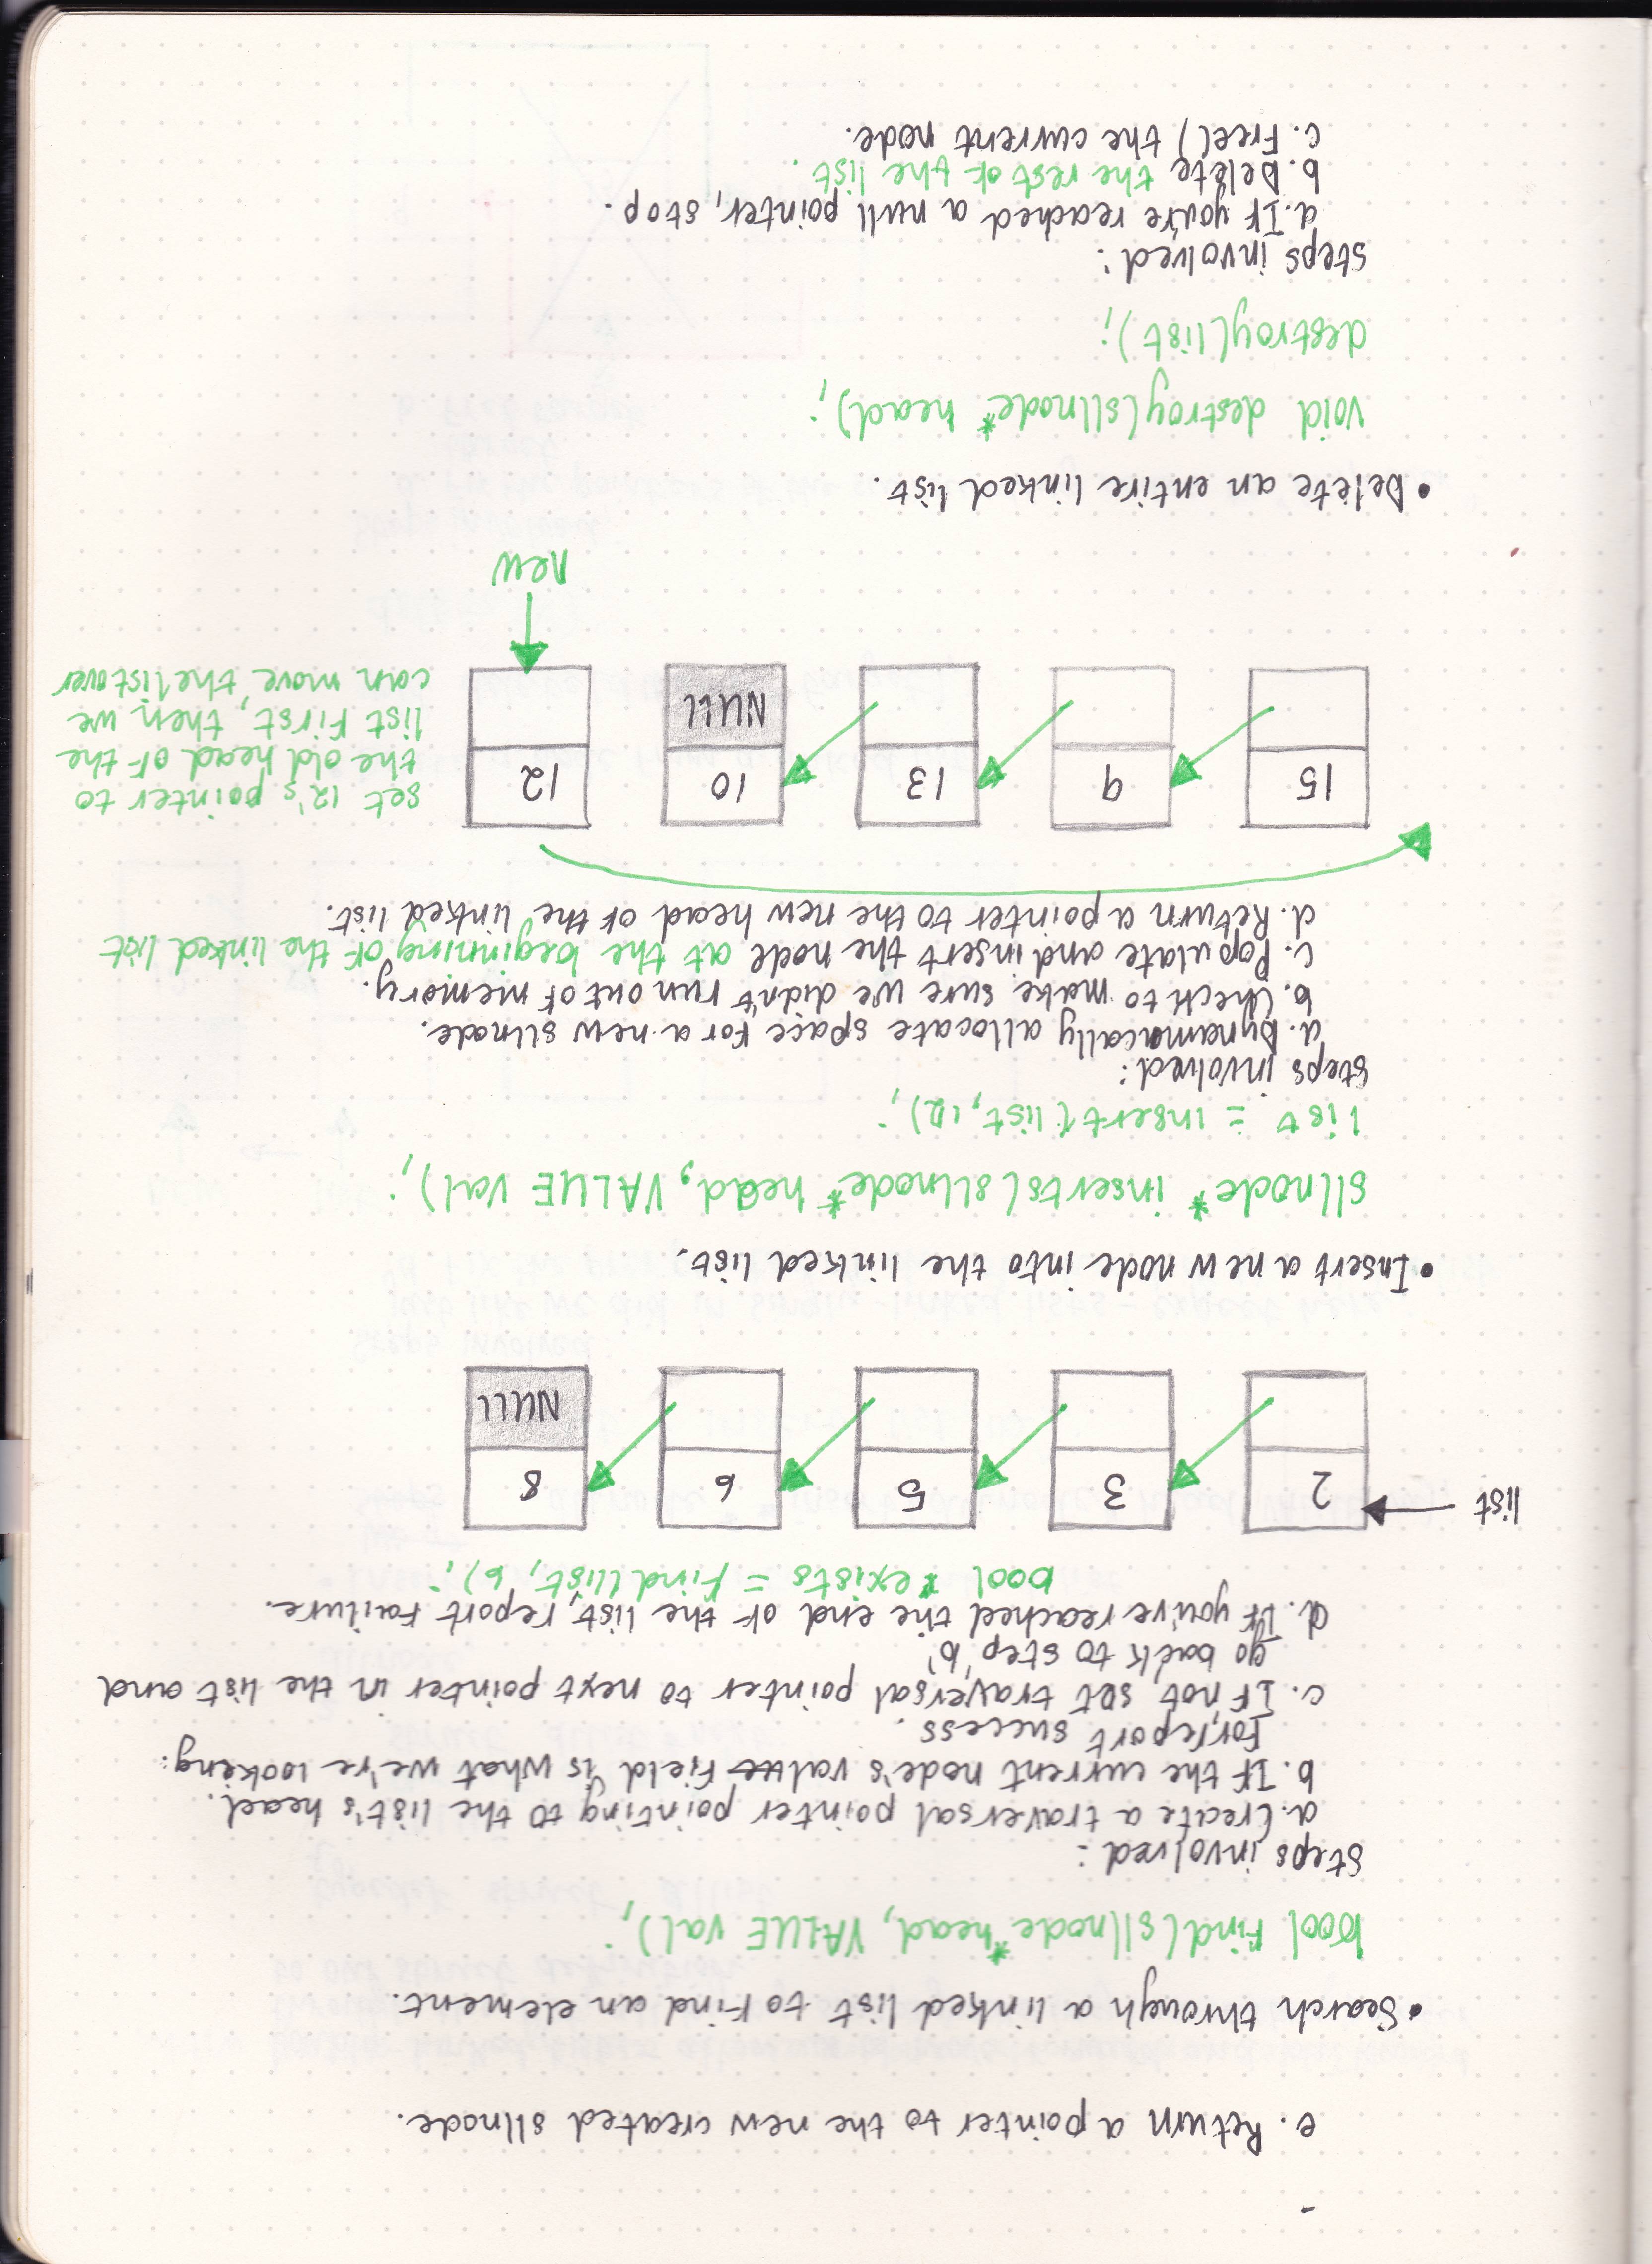 e. Return a pointer to the new created sllnode.
• Search through a linked list to find an element.
bool find(sllnode* head, VALUE val);
Steps involved:
a. Create a traversal pointer pointing to the list's head.
b. If the current node's value field is what we're looking
for, report success.
c. If not, set traversal pointer to next pointer in the list and
go back to step 'b'
d. If you've reached the end of the list, report failure.
bool exists = find(list, 6);
list
2 3 5 6 8
NULL
• Insert a new node into the linked list.
sllnode* inserts(sllnode* head, VALUE val);
list = insert(list, 12);
steps involved:
a. Dynamically allocate space for a new sllnode.
b. Check to make sure we didn't run out of memory.
c. Populate and insert the node at the beginning of the linked list
d. Return a pointer to the new head of the linked list.
15 9 13 10 12
NULL
set 12's pointer to
the old head of the
list first, then we
can move the list over
new
• Delete an entire linked list.
void destroy(sllnode* head);
destroy(list);
steps involved:
a. If you're reached a null pointer, stop.
b. Delete the rest of the list.
c. Free() the current node.